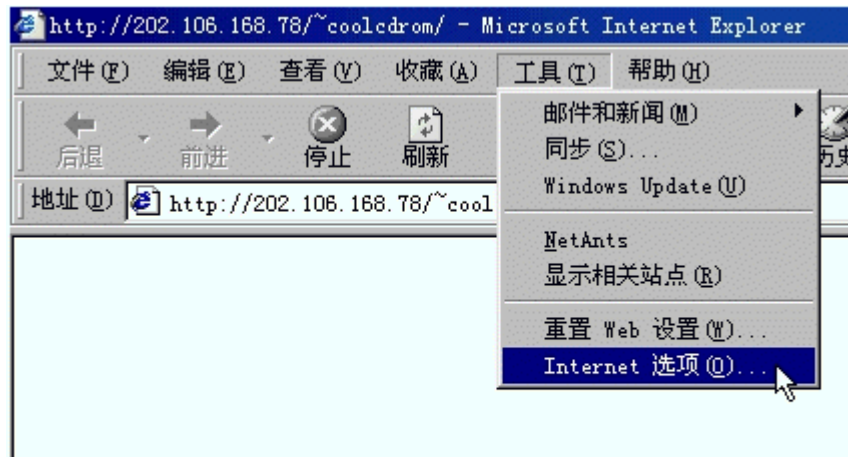 http://202.106.168.78/~coolcdrom/ - Microsoft Internet Explorer
文件(F) 编辑(E) 查看(V) 收藏(A) 工具(T) 帮助(H)
邮件和新闻(M)
同步(S)...
Windows Update(U)
NetAnts
显示相关站点(R)
重置 Web 设置(W)...
Internet 选项(O)...
后退 前进 停止 刷新
地址(D) http://202.106.168.78/~cool